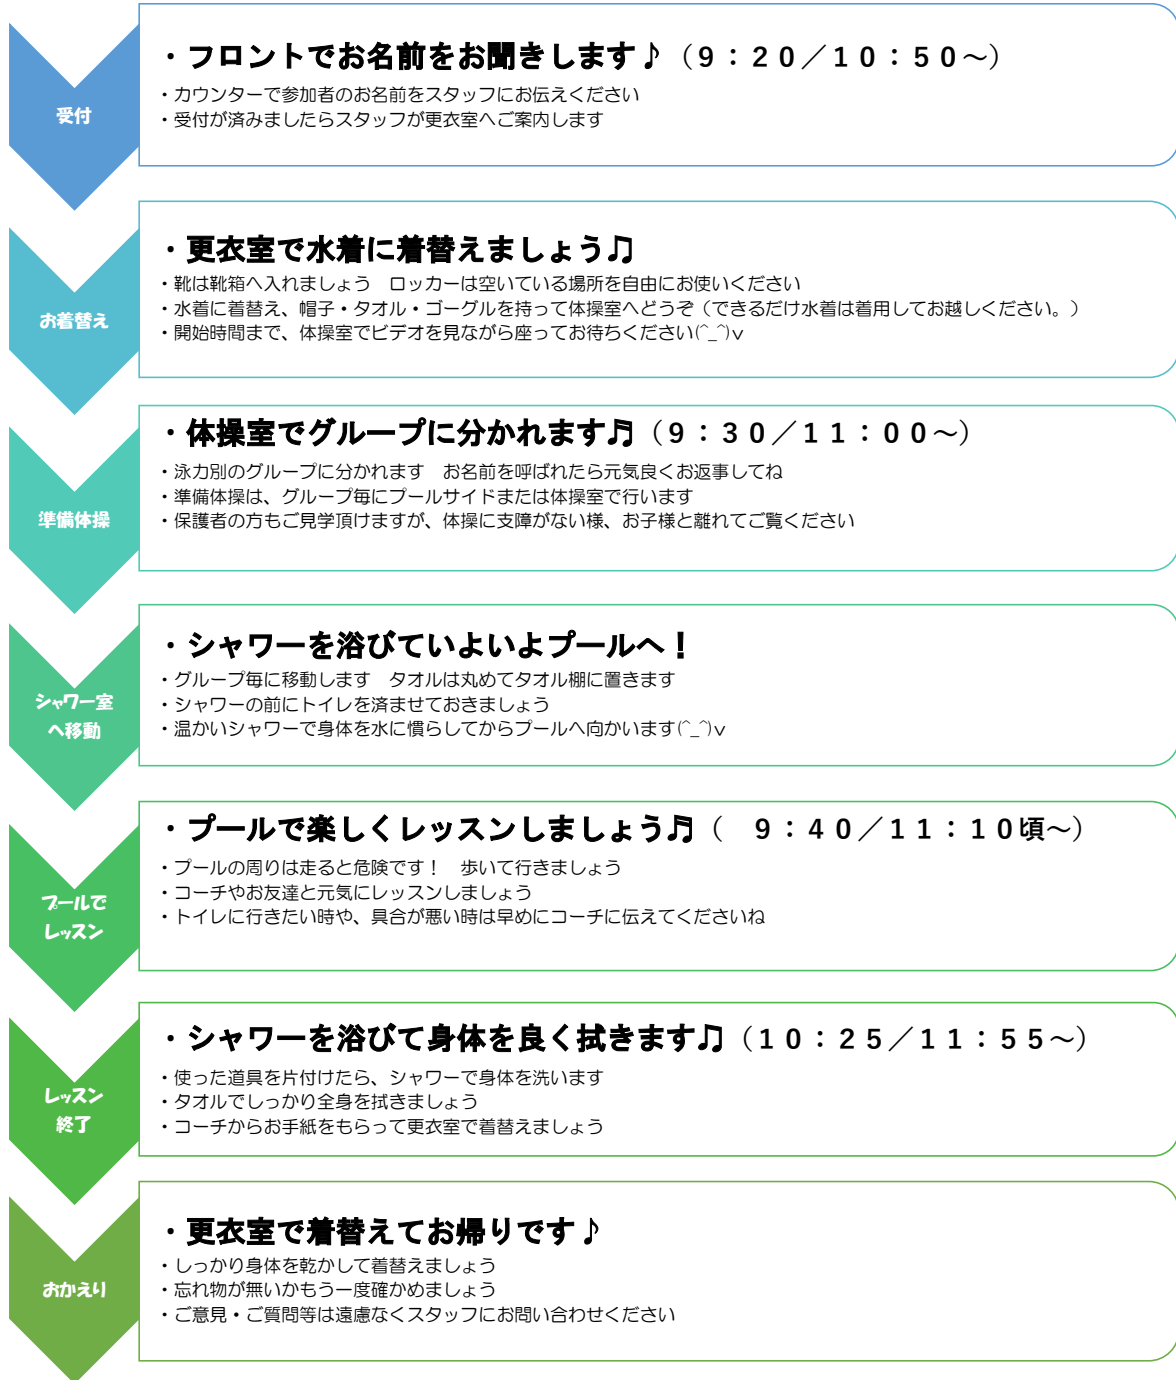 受付
・フロントでお名前をお聞きします♪（９：２０／１０：５０～）
・カウンターで参加者のお名前をスタッフにお伝えください
・受付が済みましたらスタッフが更衣室へご案内します
お着替え
・更衣室で水着に着替えましょう♫
・靴は靴箱へ入れましょう　ロッカーは空いている場所を自由にお使いください
・水着に着替え、帽子・タオル・ゴーグルを持って体操室へどうぞ（できるだけ水着は着用してお越しください。）
・開始時間まで、体操室でビデオを見ながら座ってお待ちください(^_^)v
準備体操
・体操室でグループに分かれます♬（９：３０／１１：００～）
・泳力別のグループに分かれます　お名前を呼ばれたら元気良くお返事してね
・準備体操は、グループ毎にプールサイドまたは体操室で行います
・保護者の方もご見学頂けますが、体操に支障がない様、お子様と離れてご覧ください
シャワー室
へ移動
・シャワーを浴びていよいよプールへ！
・グループ毎に移動します　タオルは丸めてタオル棚に置きます
・シャワーの前にトイレを済ませておきましょう
・温かいシャワーで身体を水に慣らしてからプールへ向かいます(^_^)v
プールで
レッスン
・プールで楽しくレッスンしましょう♬（　９：４０／１１：１０頃～）
・プールの周りは走ると危険です！　歩いて行きましょう
・コーチやお友達と元気にレッスンしましょう
・トイレに行きたい時や、具合が悪い時は早めにコーチに伝えてくださいね
レッスン
終了
・シャワーを浴びて身体を良く拭きます♫（１０：２５／１１：５５～）
・使った道具を片付けたら、シャワーで身体を洗います
・タオルでしっかり全身を拭きましょう
・コーチからお手紙をもらって更衣室で着替えましょう
おかえり
・更衣室で着替えてお帰りです♪
・しっかり身体を乾かして着替えましょう
・忘れ物が無いかもう一度確かめましょう
・ご意見・ご質問等は遠慮なくスタッフにお問い合わせください